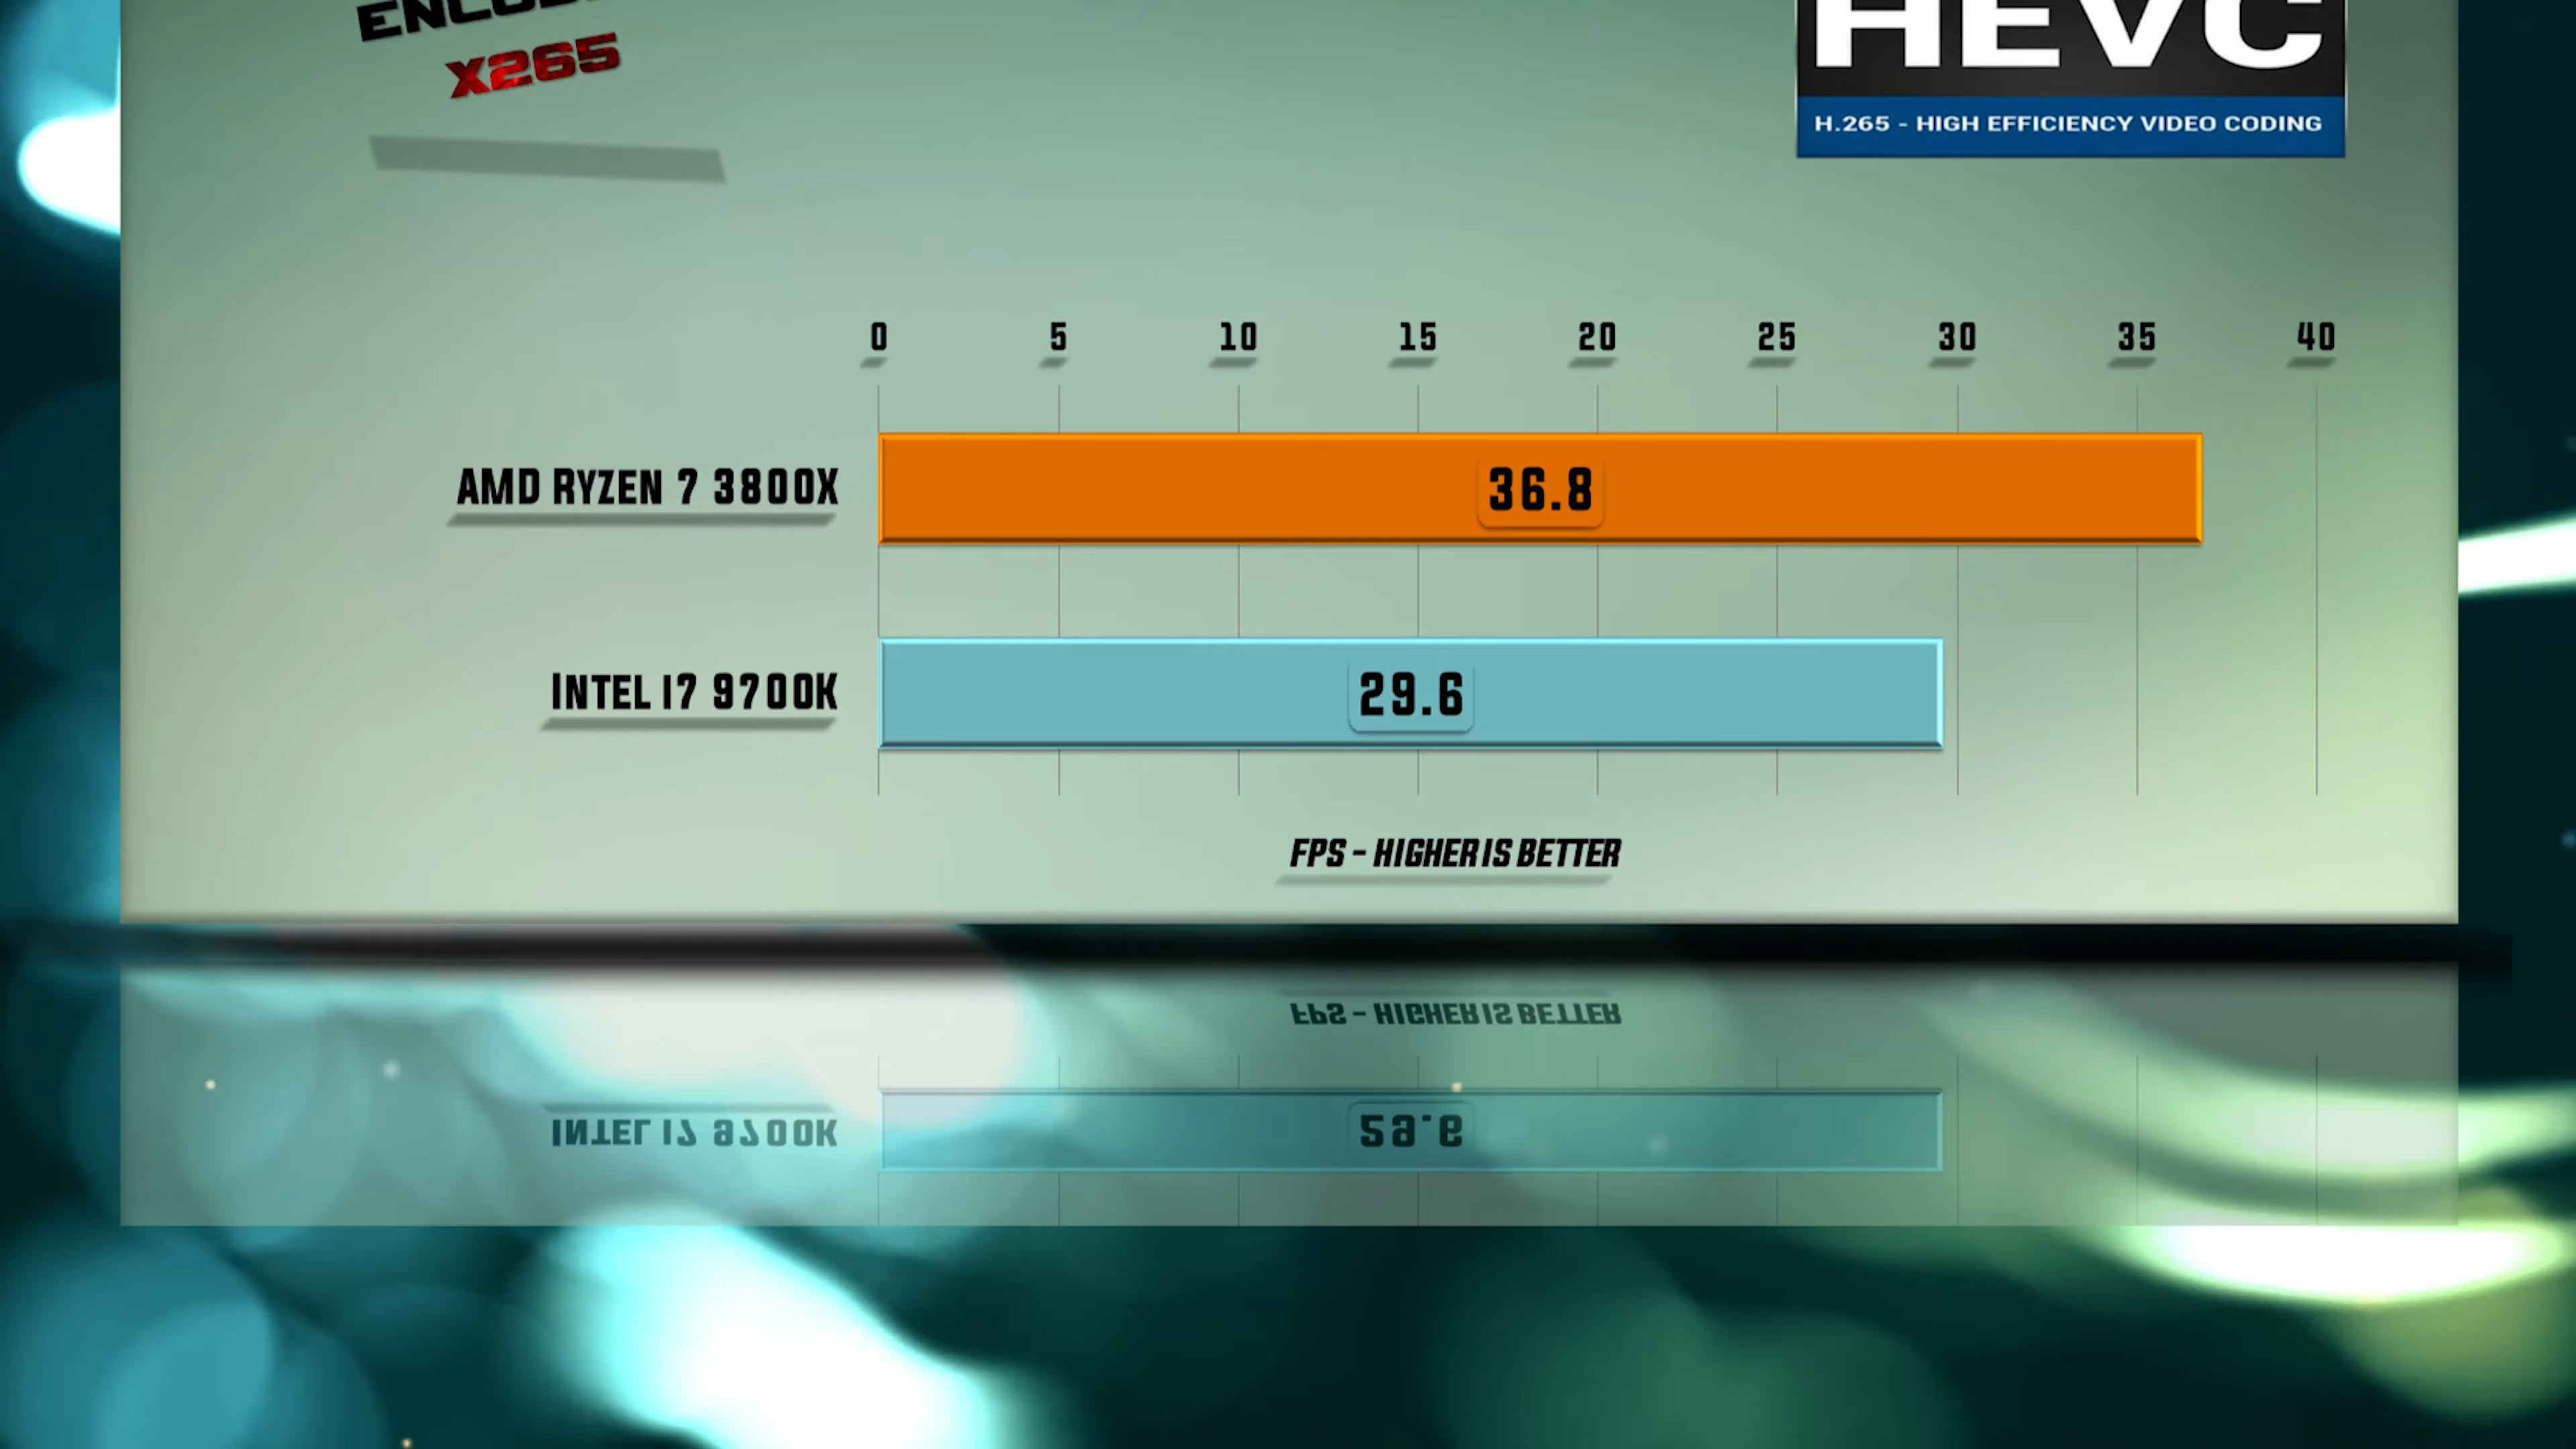 X265
HEVC
H.265 - HIGH EFFICIENCY VIDEO CODING
0 5 10 15 20 25 30 35 40
AMD RYZEN 7 3800X 36.8
INTEL I7 9700K 29.6
FPS - HIGHER IS BETTER